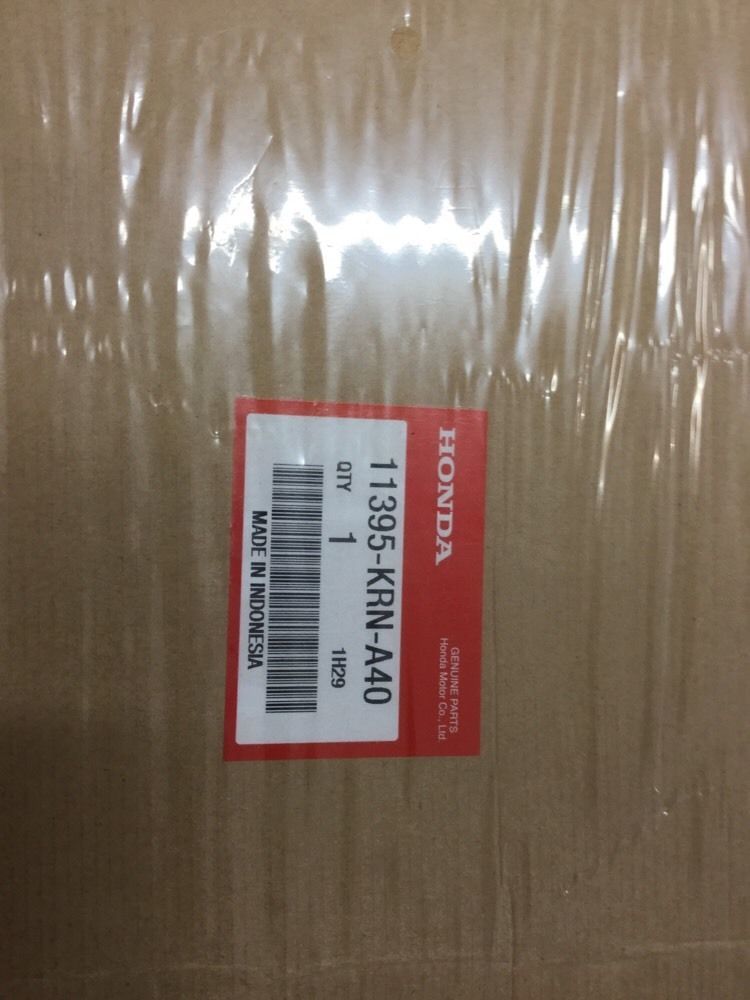 HONDA
GENUINE PARTS
Honda Motor Co., Ltd.
11395-KRN-A40
QTY 1 1H29
MADE IN INDONESIA